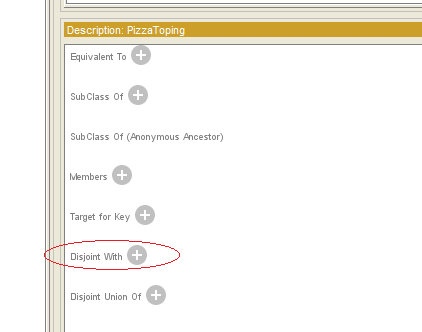 Description: PizzaToping
Equivalent To
SubClass Of
SubClass Of (Anonymous Ancestor)
Members
Target for Key
Disjoint With
Disjoint Union Of